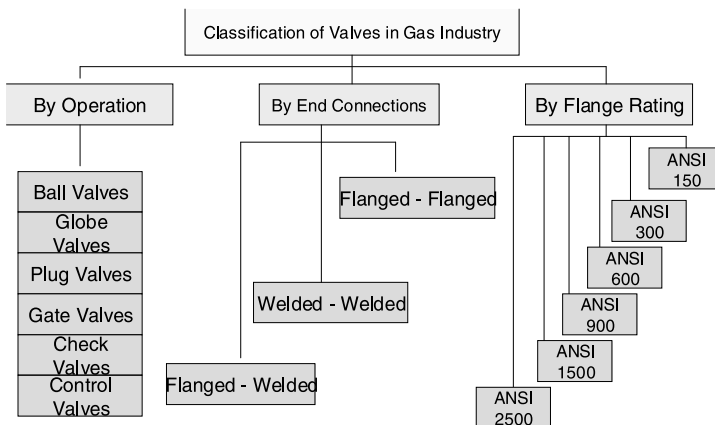 Classification of Valves in Gas Industry
By Operation
By End Connections
By Flange Rating
Ball Valves
Globe
Valves
Plug Valves
Gate Valves
Check
Valves
Control
Valves
Flanged - Flanged
Welded - Welded
Flanged - Welded
ANSI
150
ANSI
300
ANSI
600
ANSI
900
ANSI
1500
ANSI
2500